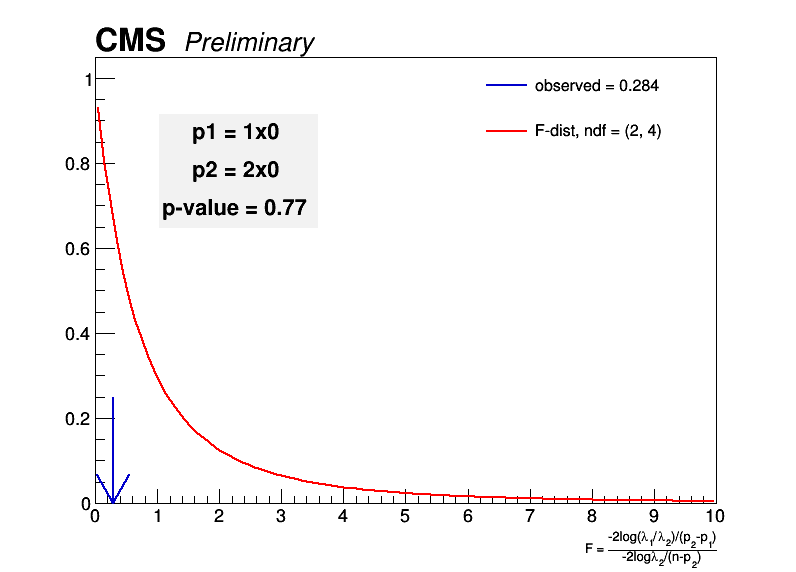 CMS Preliminary
1
0.8
0.6
0.4
0.2
0
observed = 0.284
F-dist, ndf = (2, 4)
p1 = 1x0
p2 = 2x0
p-value = 0.77
0 1 2 3 4 5 6 7 8 9 10
F = -2log(λ₁/λ₂)/(p₂-p₁)
-2logλ₂/(n-p₂)